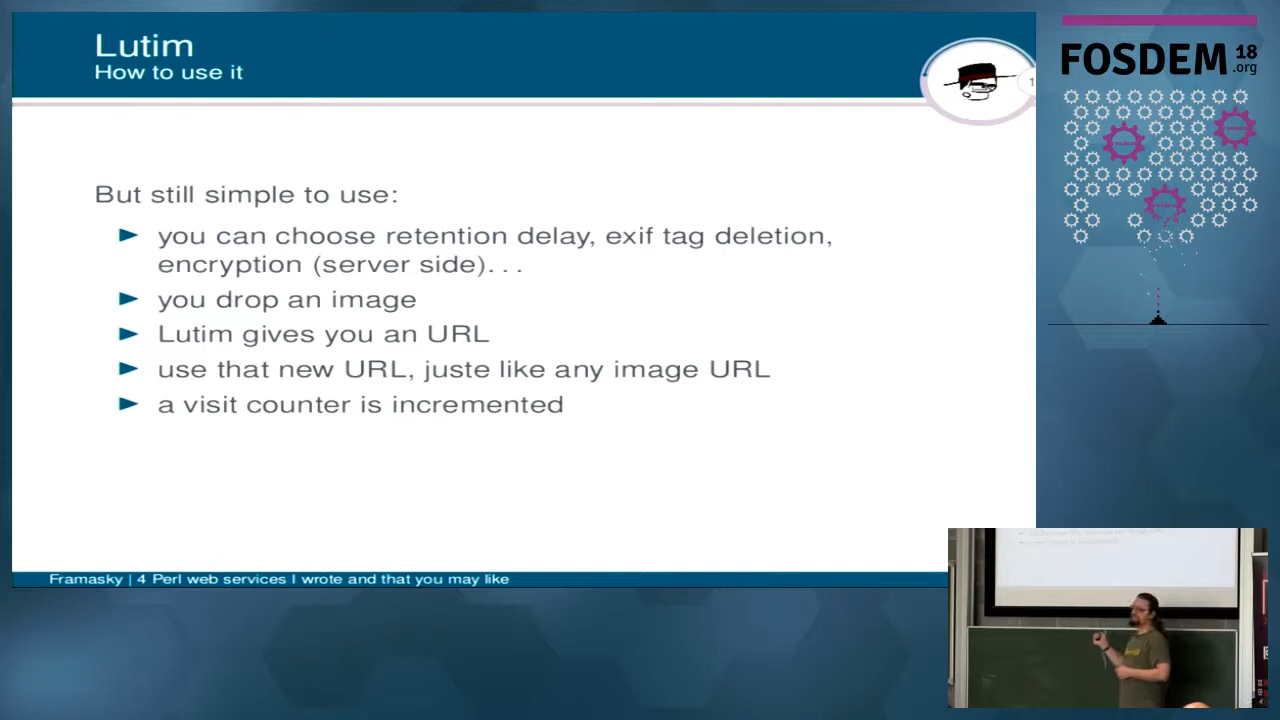 Lutim
How to use it
FOSDEM 18
.org
But still simple to use:
► you can choose retention delay, exif tag deletion,
encryption (server side)...
► you drop an image
► Lutim gives you an URL
► use that new URL, juste like any image URL
► a visit counter is incremented
Framasky | 4 Perl web services I wrote and that you may like